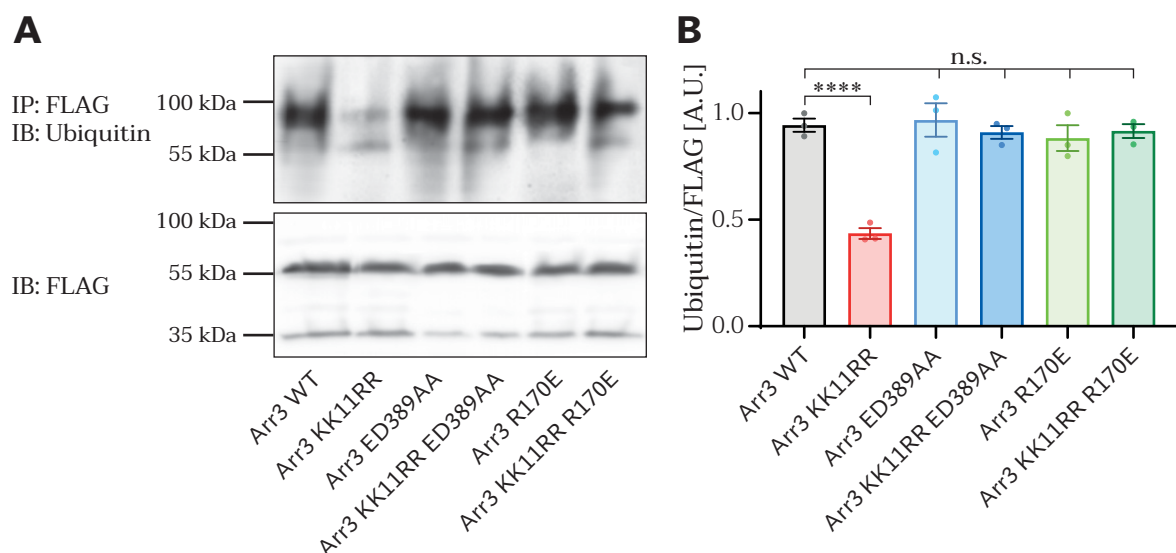 A
IP: FLAG
IB: Ubiquitin
100 kDa
55 kDa
IB: FLAG
100 kDa
55 kDa
35 kDa
Arr3 WT
Arr3 KK11RR
Arr3 ED389AA
Arr3 KK11RR ED389AA
Arr3 R170E
Arr3 KK11RR R170E
B
n.s.
****
Ubiquitin/FLAG [A.U.]
1.0
0.5
0.0
Arr3 WT
Arr3 KK11RR
Arr3 ED389AA
Arr3 KK11RR ED389AA
Arr3 R170E
Arr3 KK11RR R170E